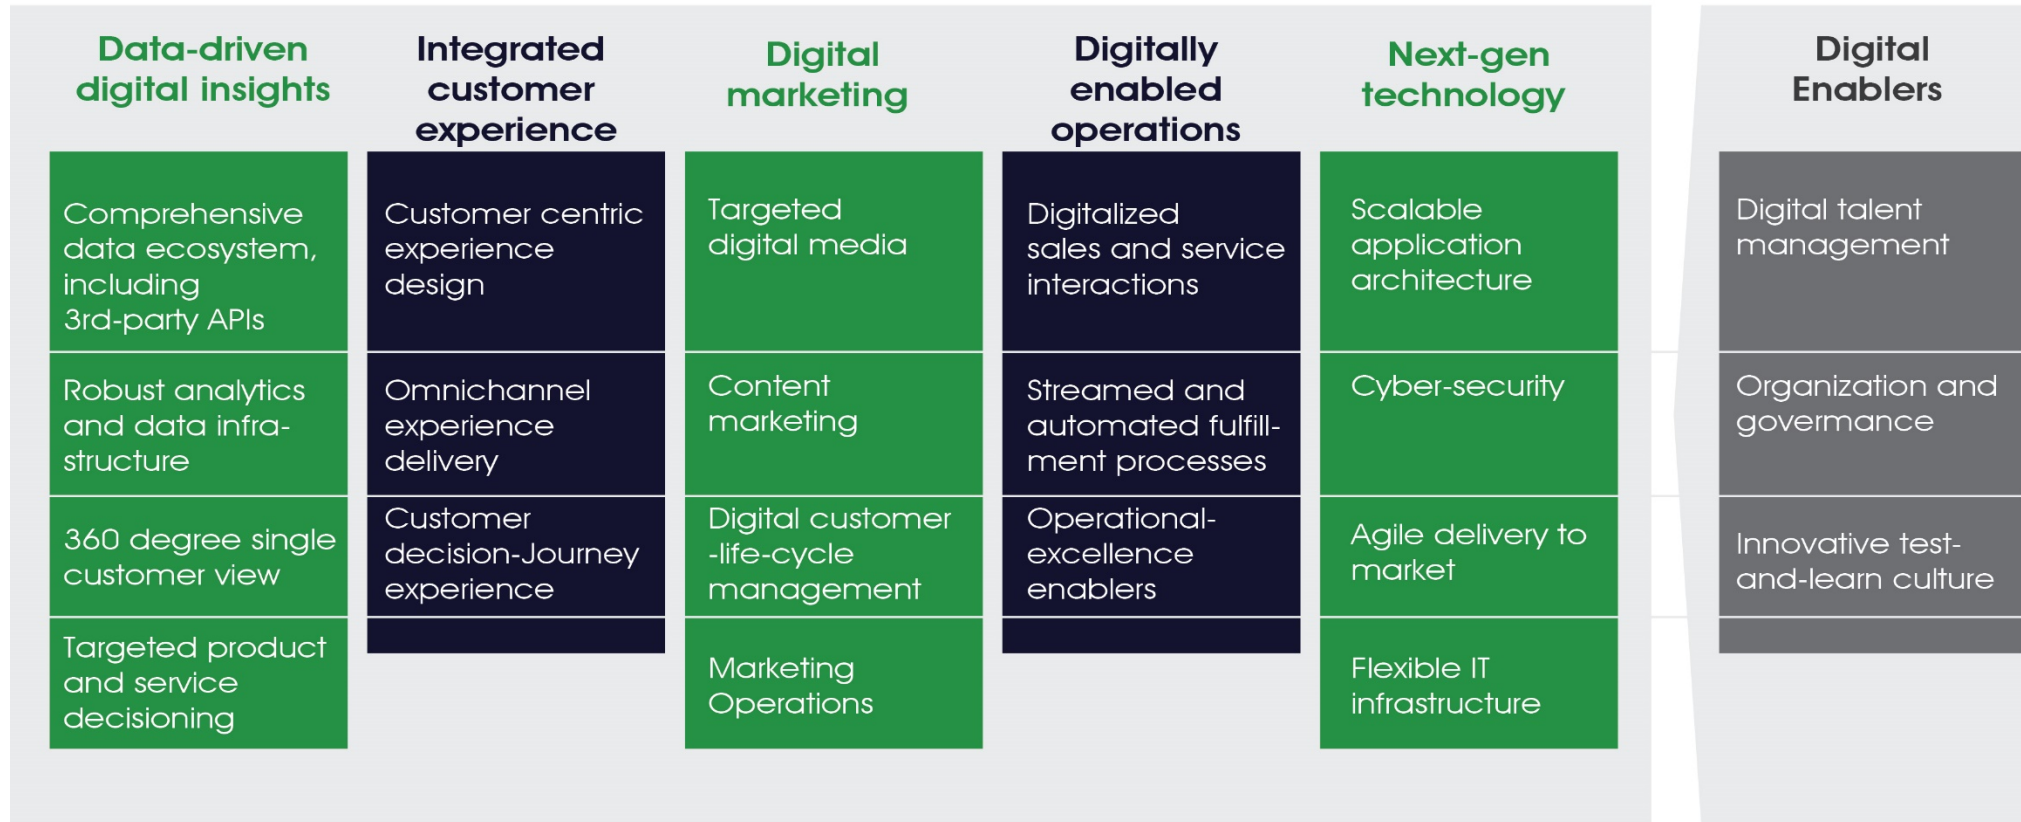 Data-driven
digital insights
Comprehensive
data ecosystem,
including
3rd-party APIs
Robust analytics
and data infra-
structure
360 degree single
customer view
Targeted product
and service
decisioning
Integrated
customer
experience
Customer centric
experience
design
Omnichannel
experience
delivery
Customer
decision-Journey
experience
Digital
marketing
Targeted
digital media
Content
marketing
Digital customer
-life-cycle
management
Marketing
Operations
Digitally
enabled
operations
Digitalized
sales and service
interactions
Streamed and
automated fulfill-
ment processes
Operational-
excellence
enablers
Next-gen
technology
Scalable
application
architecture
Cyber-security
Agile delivery to
market
Flexible IT
infrastructure
Digital
Enablers
Digital talent
management
Organization and
govermance
Innovative test-
and-learn culture